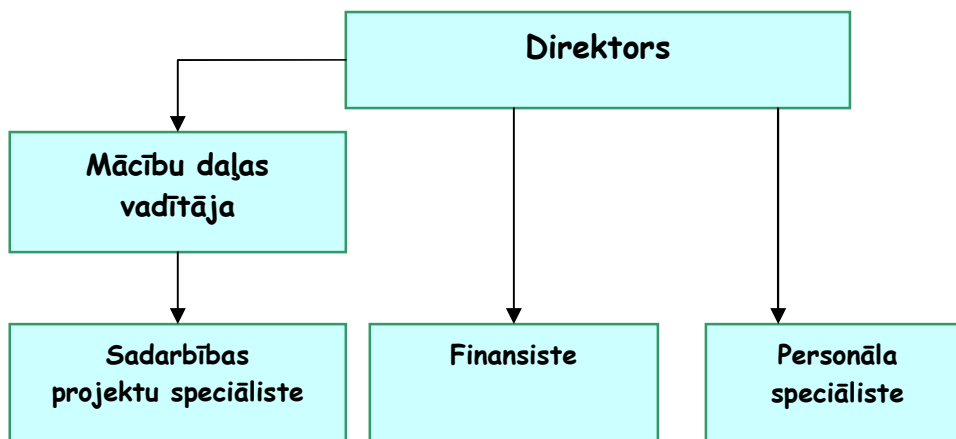 Direktors
Mācību daļas
vadītāja
Sadarbības
projektu speciāliste
Finansiste
Personāla
speciāliste